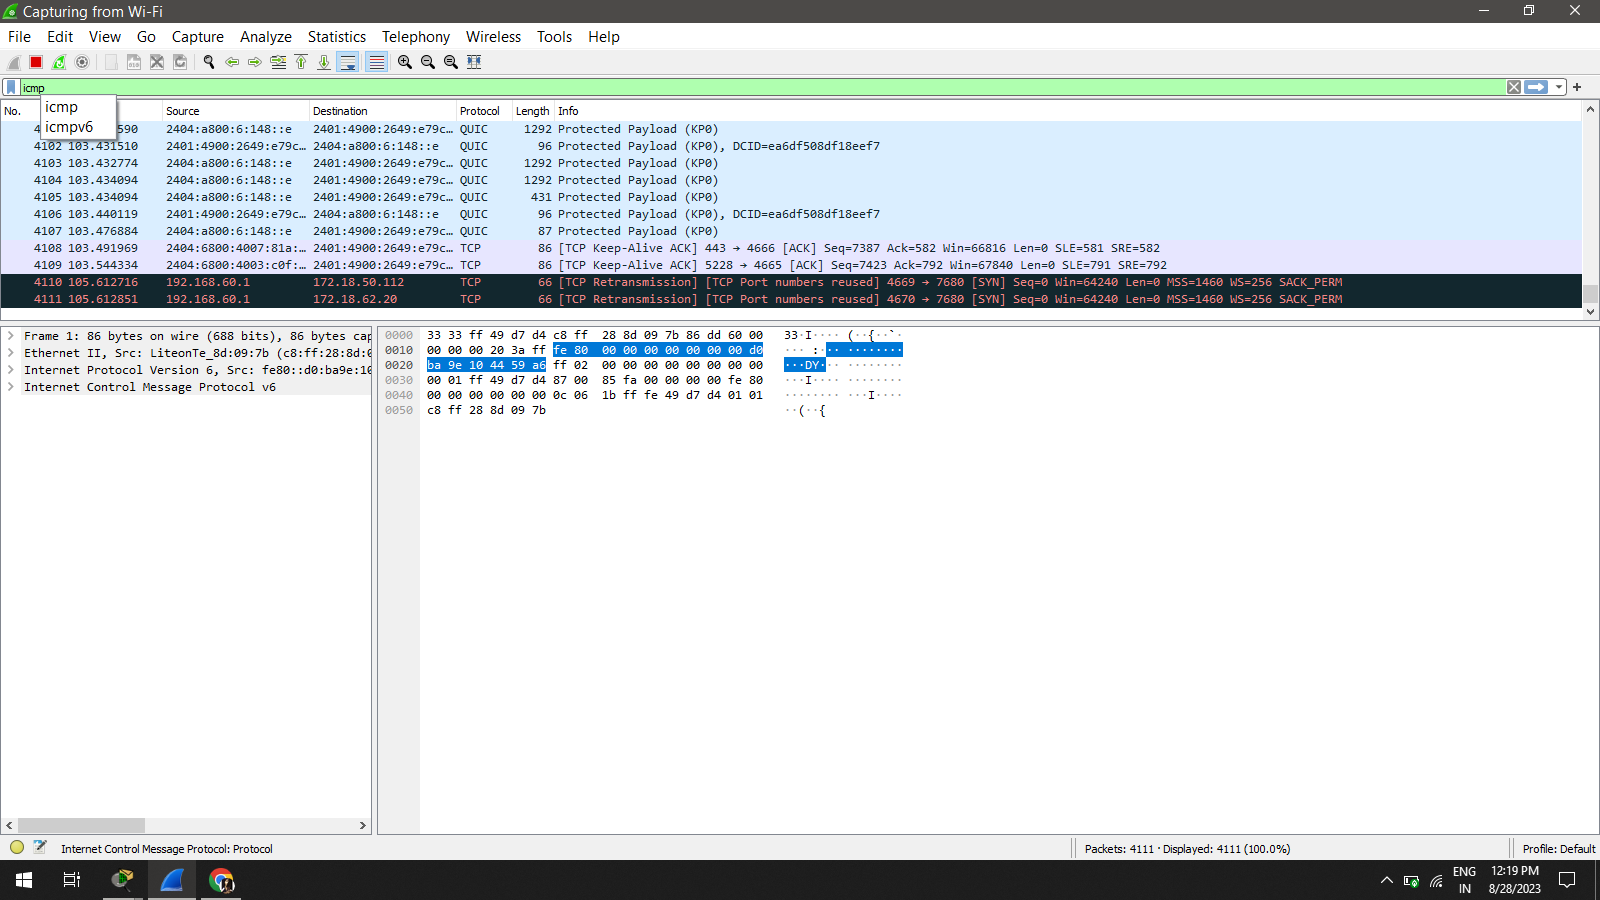 Capturing from Wi-Fi
File Edit View Go Capture Analyze Statistics Telephony Wireless Tools Help
icmp
icmp
icmpv6
No. Source Destination Protocol Length Info
590 2404:a800:6:148::e 2401:4900:2649:e79c… QUIC 1292 Protected Payload (KP0)
4102 103.431510 2401:4900:2649:e79c… 2404:a800:6:148::e QUIC 96 Protected Payload (KP0), DCID=ea6df508df18eef7
4103 103.432774 2404:a800:6:148::e 2401:4900:2649:e79c… QUIC 1292 Protected Payload (KP0)
4104 103.434094 2404:a800:6:148::e 2401:4900:2649:e79c… QUIC 1292 Protected Payload (KP0)
4105 103.434094 2404:a800:6:148::e 2401:4900:2649:e79c… QUIC 431 Protected Payload (KP0)
4106 103.440119 2401:4900:2649:e79c… 2404:a800:6:148::e QUIC 96 Protected Payload (KP0), DCID=ea6df508df18eef7
4107 103.476884 2404:a800:6:148::e 2401:4900:2649:e79c… QUIC 87 Protected Payload (KP0)
4108 103.491969 2404:6800:4007:81a:… 2401:4900:2649:e79c… TCP 86 [TCP Keep-Alive ACK] 443 → 4666 [ACK] Seq=7387 Ack=582 Win=66816 Len=0 SLE=581 SRE=582
4109 103.544334 2404:6800:4003:c0f:… 2401:4900:2649:e79c… TCP 86 [TCP Keep-Alive ACK] 5228 → 4665 [ACK] Seq=7423 Ack=792 Win=67840 Len=0 SLE=791 SRE=792
4110 105.612716 192.168.60.1 172.18.50.112 TCP 66 [TCP Retransmission] [TCP Port numbers reused] 4669 → 7680 [SYN] Seq=0 Win=64240 Len=0 MSS=1460 WS=256 SACK_PERM
4111 105.612851 192.168.60.1 172.18.62.20 TCP 66 [TCP Retransmission] [TCP Port numbers reused] 4670 → 7680 [SYN] Seq=0 Win=64240 Len=0 MSS=1460 WS=256 SACK_PERM
Frame 1: 86 bytes on wire (688 bits), 86 bytes cap
Ethernet II, Src: LiteonTe_8d:09:7b (c8:ff:28:8d:0
Internet Protocol Version 6, Src: fe80::d0:ba9e:10
Internet Control Message Protocol v6
0000 33 33 ff 49 d7 d4 c8 ff 28 8d 09 7b 86 dd 60 00 33·I···· (··{··`·
0010 00 00 00 20 3a ff fe 80 00 00 00 00 00 00 00 d0 ··· :··· ········
0020 ba 9e 10 44 59 a6 ff 02 00 00 00 00 00 00 00 00 ···DY··· ········
0030 00 01 ff 49 d7 d4 87 00 85 fa 00 00 00 00 fe 80 ···I···· ········
0040 00 00 00 00 00 00 0c 06 1b ff fe 49 d7 d4 01 01 ········ ···I····
0050 c8 ff 28 8d 09 7b ··(··{
Internet Control Message Protocol: Protocol
Packets: 4111 · Displayed: 4111 (100.0%)
Profile: Default
ENG
IN
12:19 PM
8/28/2023